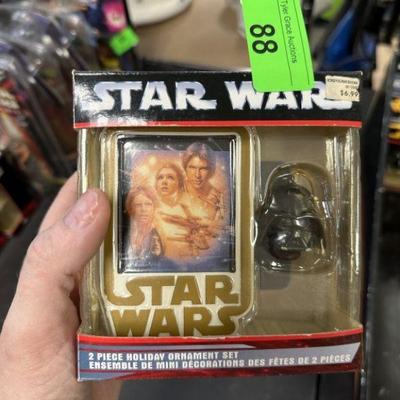 Tyler Grace Auctions
88
STAR WARS
$6.99
STAR
WARS
2 PIECE HOLIDAY ORNAMENT SET
ENSEMBLE DE MINI DÉCORATIONS DES FÊTES DE 2 PIÈCES